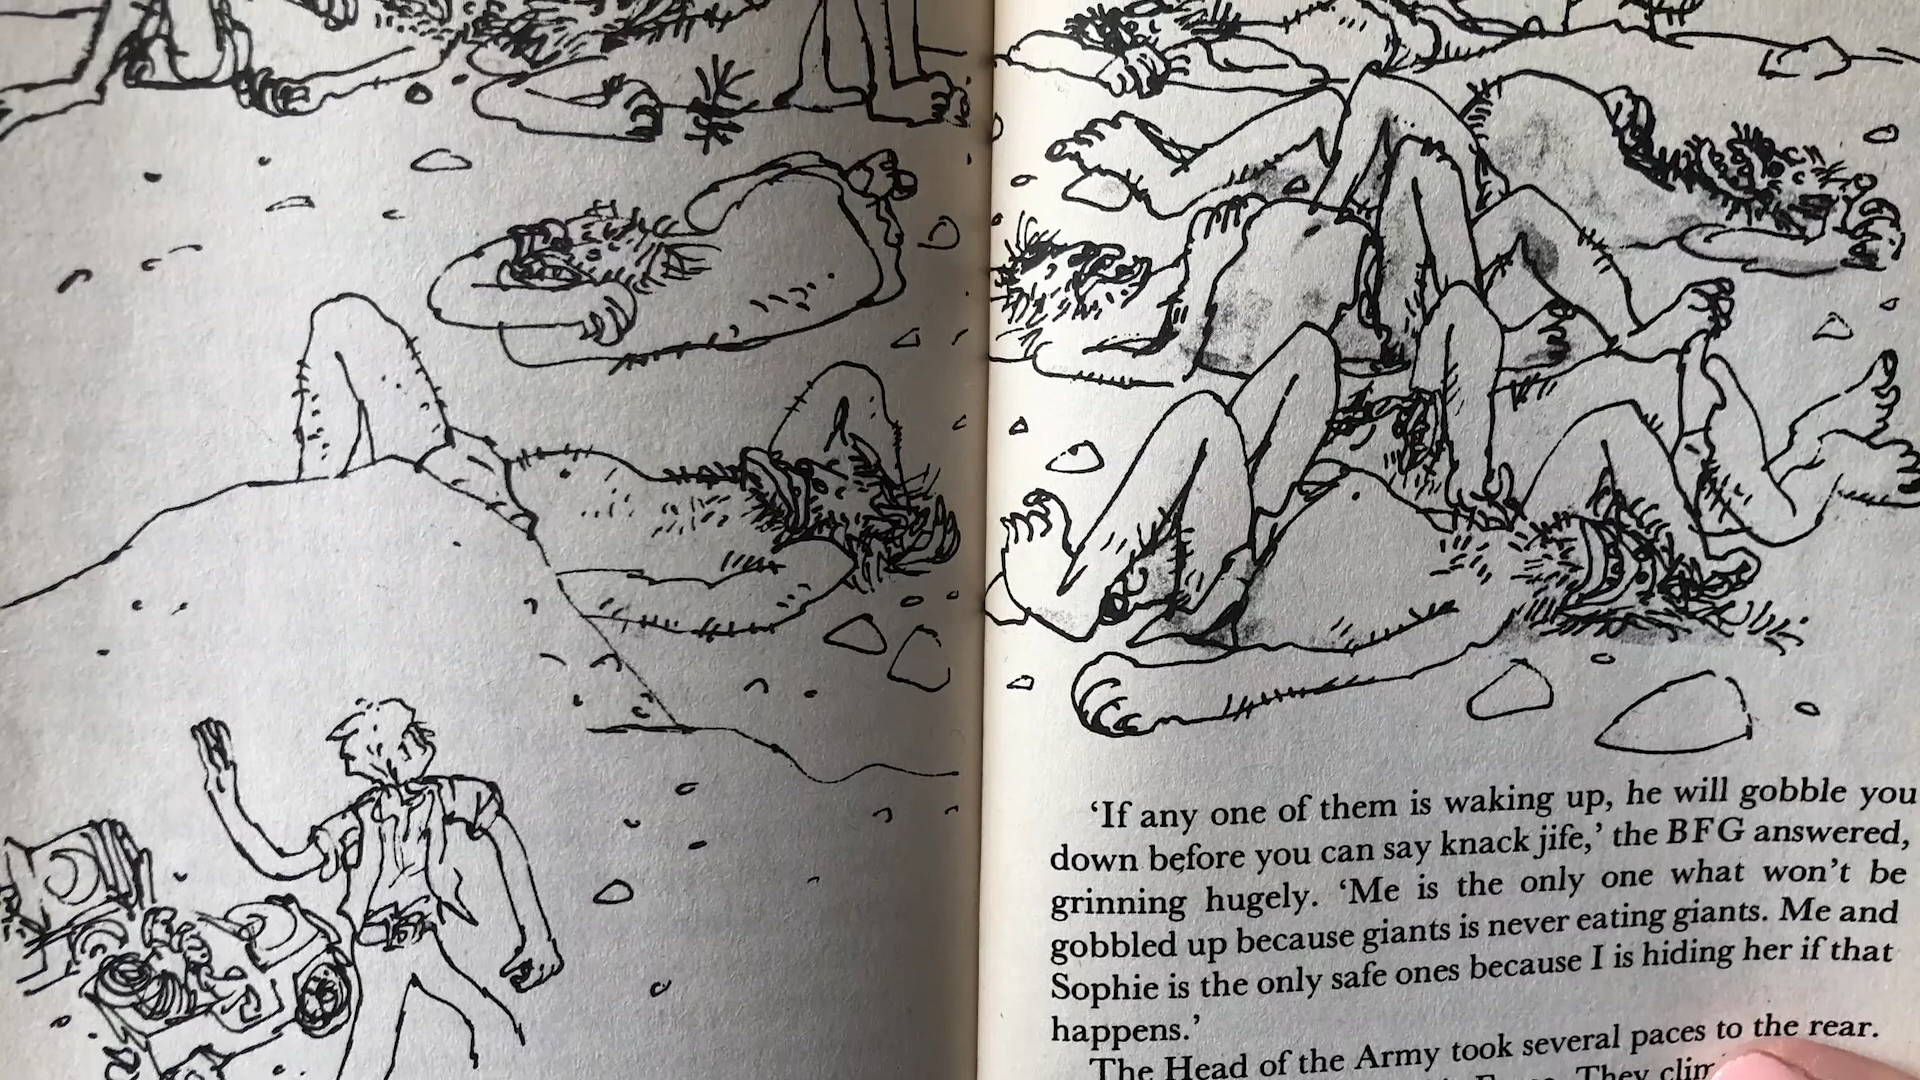 ‘If any one of them is waking up, he will gobble you
down before you can say knack jife,’ the BFG answered,
grinning hugely. ‘Me is the only one what won’t be
gobbled up because giants is never eating giants. Me and
Sophie is the only safe ones because I is hiding her if that
happens.’
The Head of the Army took several paces to the rear.
They